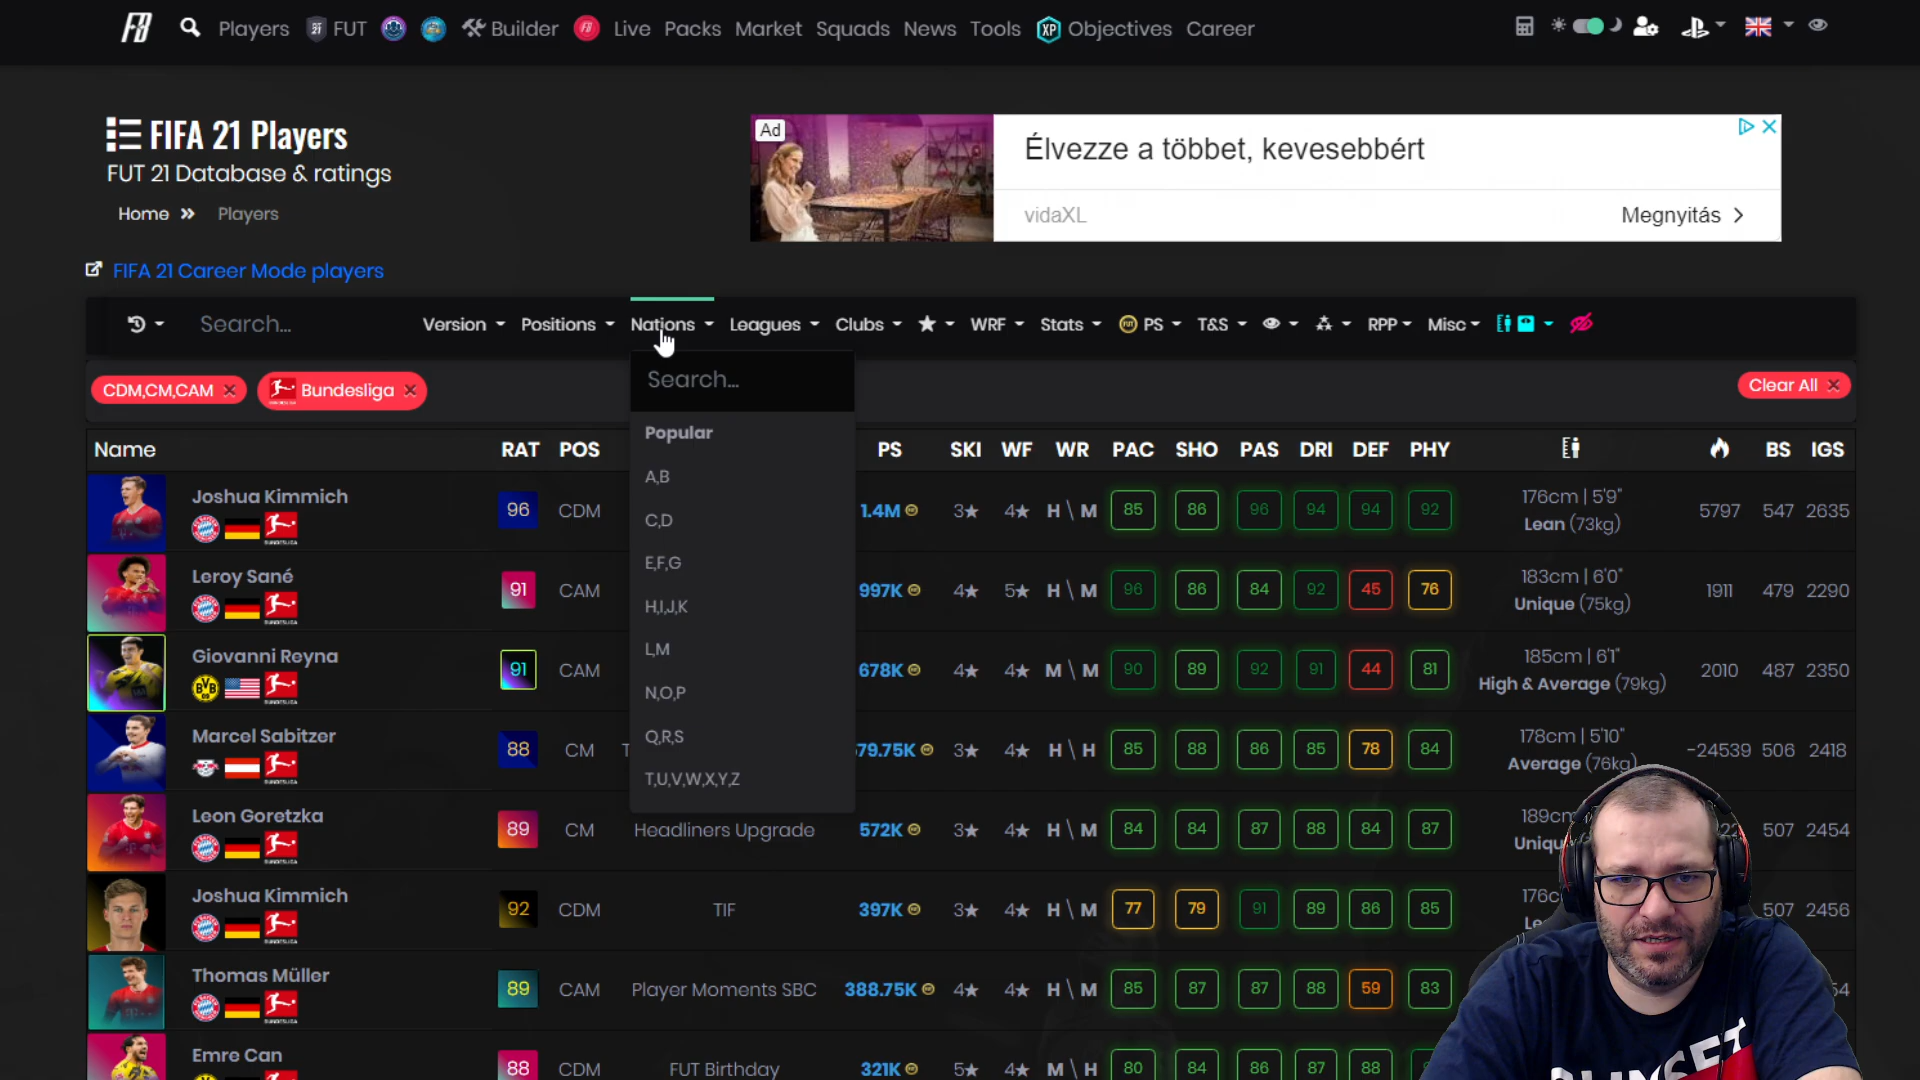 Players FUT Builder Live Packs Market Squads News Tools XP Objectives Career
FIFA 21 Players
FUT 21 Database & ratings
Home » Players
Ad
Élvezze a többet, kevesebbért
vidaXL
Megnyitás
FIFA 21 Career Mode players
Search... Version Positions Nations Leagues Clubs WRF Stats PS T&S RPP Misc
CDM,CM,CAM × Bundesliga ×
Clear All ×
Search...
Popular
A,B
C,D
E,F,G
H,I,J,K
L,M
N,O,P
Q,R,S
T,U,V,W,X,Y,Z
Name RAT POS PS SKI WF WR PAC SHO PAS DRI DEF PHY BS IGS
Joshua Kimmich 96 CDM 1.4M 3★ 4★ H \ M 85 86 96 94 94 92 176cm | 5'9" Lean (73kg) 5797 547 2635
Leroy Sané 91 CAM 997K 4★ 5★ H \ M 96 86 84 92 45 76 183cm | 6'0" Unique (75kg) 1911 479 2290
Giovanni Reyna 91 CAM 678K 4★ 4★ M \ M 90 89 92 91 44 81 185cm | 6'1" High & Average (79kg) 2010 487 2350
Marcel Sabitzer 88 CM T 79.75K 3★ 4★ H \ H 85 88 86 85 78 84 178cm | 5'10" Average (76kg) -24539 506 2418
Leon Goretzka 89 CM Headliners Upgrade 572K 3★ 4★ H \ M 84 84 87 88 84 87 189cm Uniqu 507 2454
Joshua Kimmich 92 CDM TIF 397K 3★ 4★ H \ M 77 79 91 89 86 85 176c Le 507 2456
Thomas Müller 89 CAM Player Moments SBC 388.75K 4★ 4★ H \ M 85 87 87 88 59 83 54
Emre Can 88 CDM FUT Birthday 321K 5★ 4★ M \ H 80 84 86 87 88